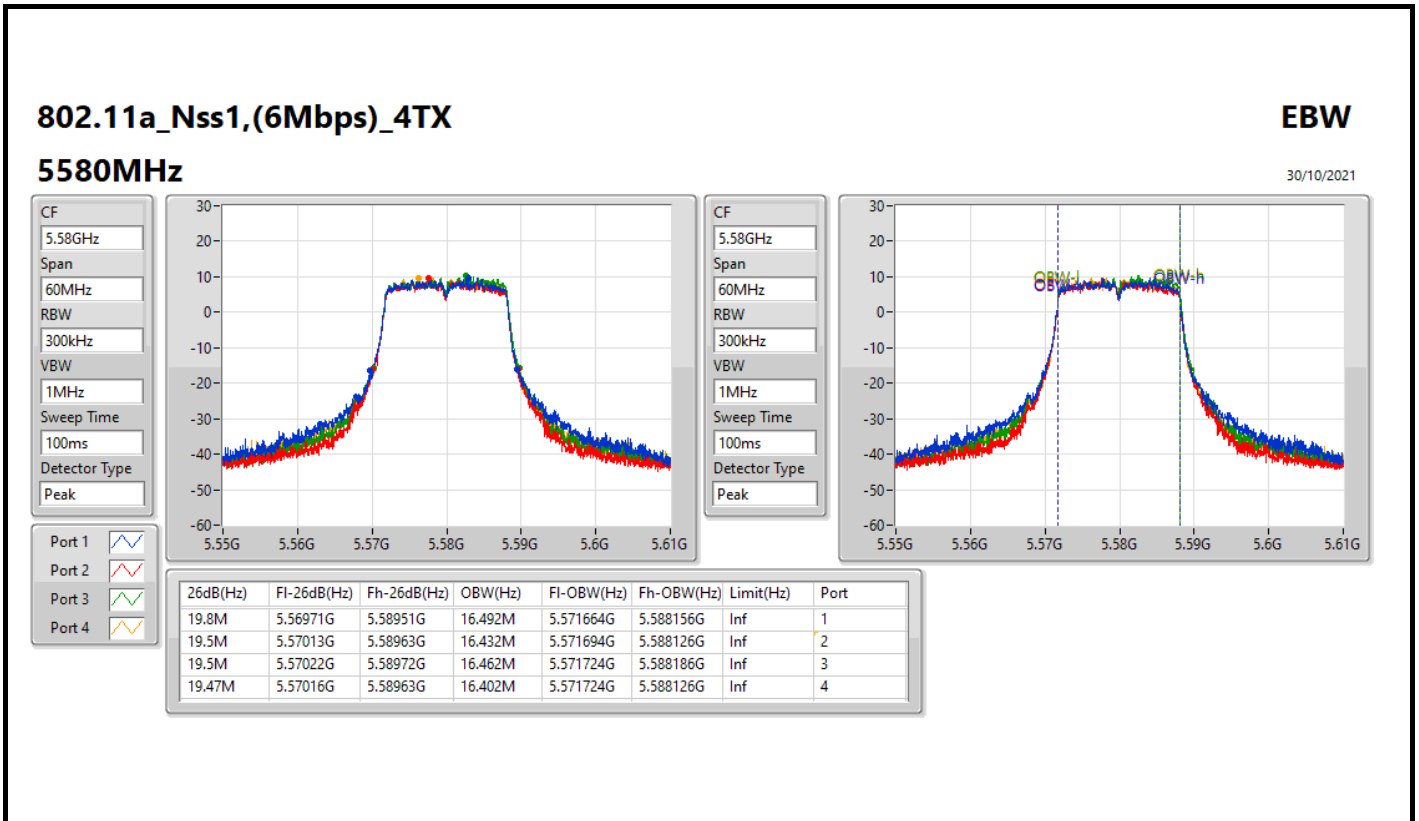 802.11a_Nss1,(6Mbps)_4TX
EBW
5580MHz
30/10/2021
CF
5.58GHz
Span
60MHz
RBW
300kHz
VBW
1MHz
Sweep Time
100ms
Detector Type
Peak
30
20
10
0
-10
-20
-30
-40
-50
-60
5.55G 5.56G 5.57G 5.58G 5.59G 5.6G 5.61G
CF
5.58GHz
Span
60MHz
RBW
300kHz
VBW
1MHz
Sweep Time
100ms
Detector Type
Peak
30
20
10
0
-10
-20
-30
-40
-50
-60
OBW-l
OBW-h
5.55G 5.56G 5.57G 5.58G 5.59G 5.6G 5.61G
Port 1
Port 2
Port 3
Port 4
26dB(Hz) Fl-26dB(Hz) Fh-26dB(Hz) OBW(Hz) Fl-OBW(Hz) Fh-OBW(Hz) Limit(Hz) Port
19.8M 5.56971G 5.58951G 16.492M 5.571664G 5.588156G Inf 1
19.5M 5.57013G 5.58963G 16.432M 5.571694G 5.588126G Inf 2
19.5M 5.57022G 5.58972G 16.462M 5.571724G 5.588186G Inf 3
19.47M 5.57016G 5.58963G 16.402M 5.571724G 5.588126G Inf 4